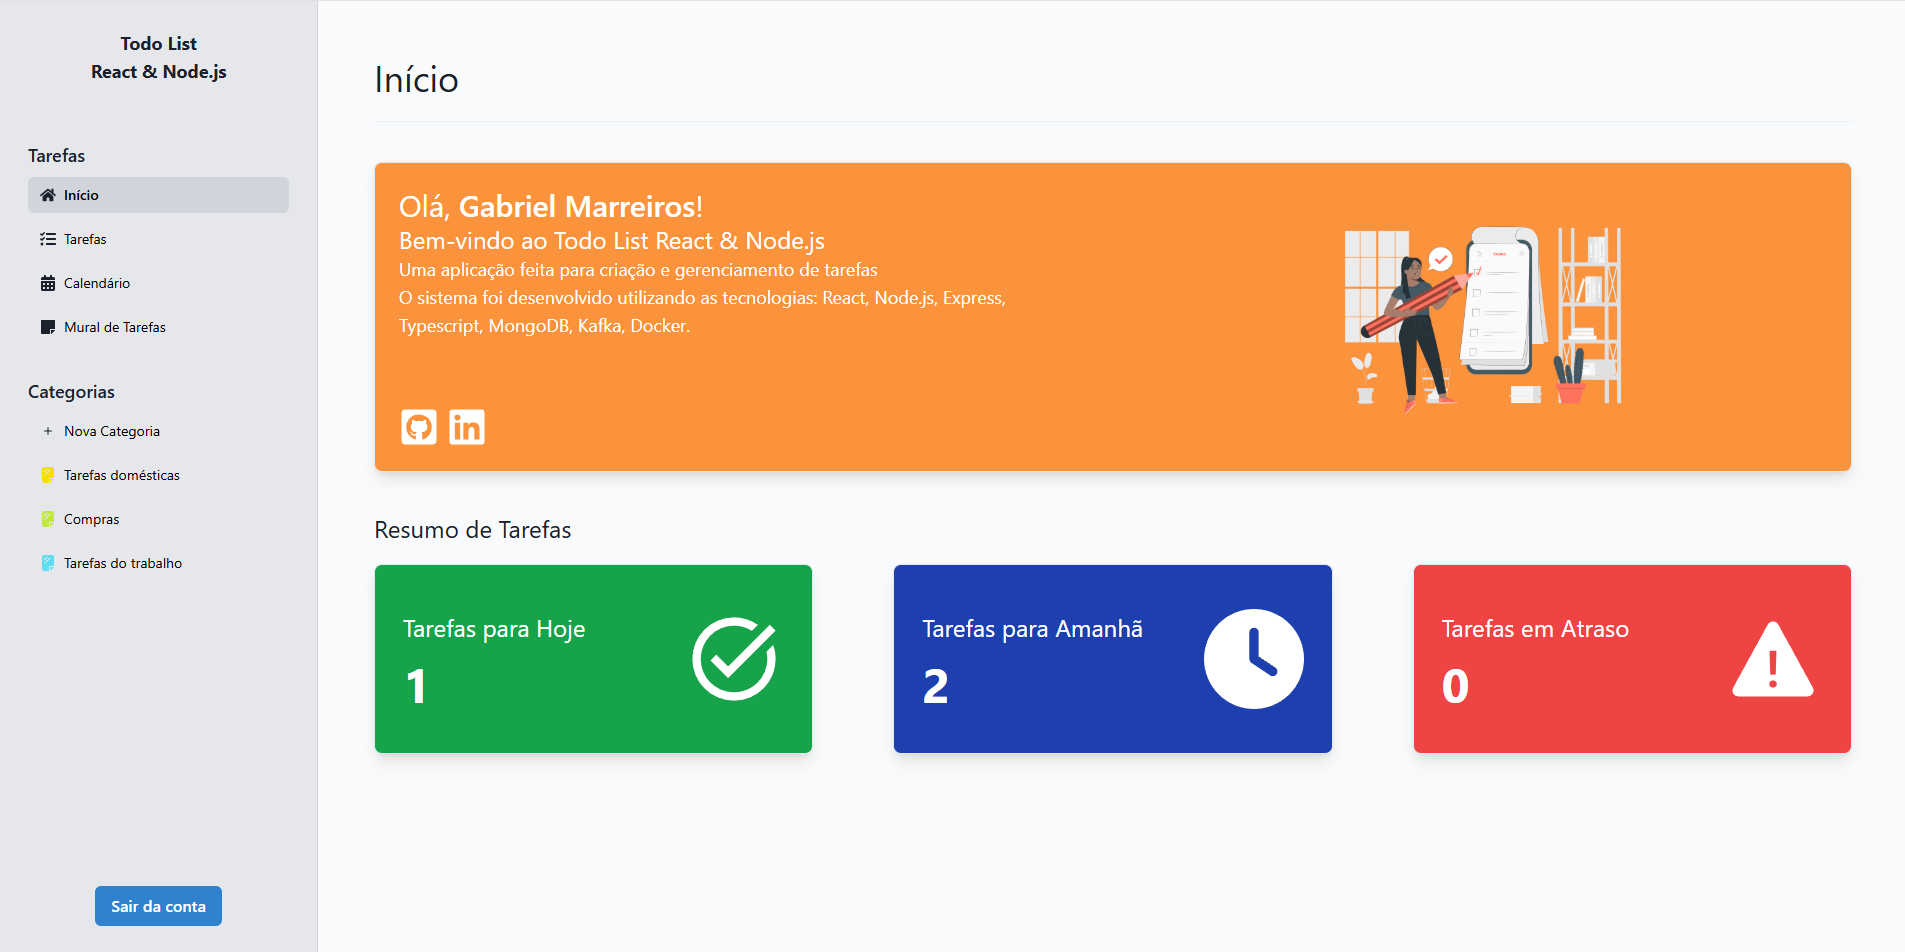 Todo List
React & Node.js
Tarefas
Início
Tarefas
Calendário
Mural de Tarefas
Categorias
Nova Categoria
Tarefas domésticas
Compras
Tarefas do trabalho
Sair da conta
Início
Olá, Gabriel Marreiros!
Bem-vindo ao Todo List React & Node.js
Uma aplicação feita para criação e gerenciamento de tarefas
O sistema foi desenvolvido utilizando as tecnologias: React, Node.js, Express,
Typescript, MongoDB, Kafka, Docker.
in
TASKS
Resumo de Tarefas
Tarefas para Hoje
1
Tarefas para Amanhã
2
Tarefas em Atraso
0